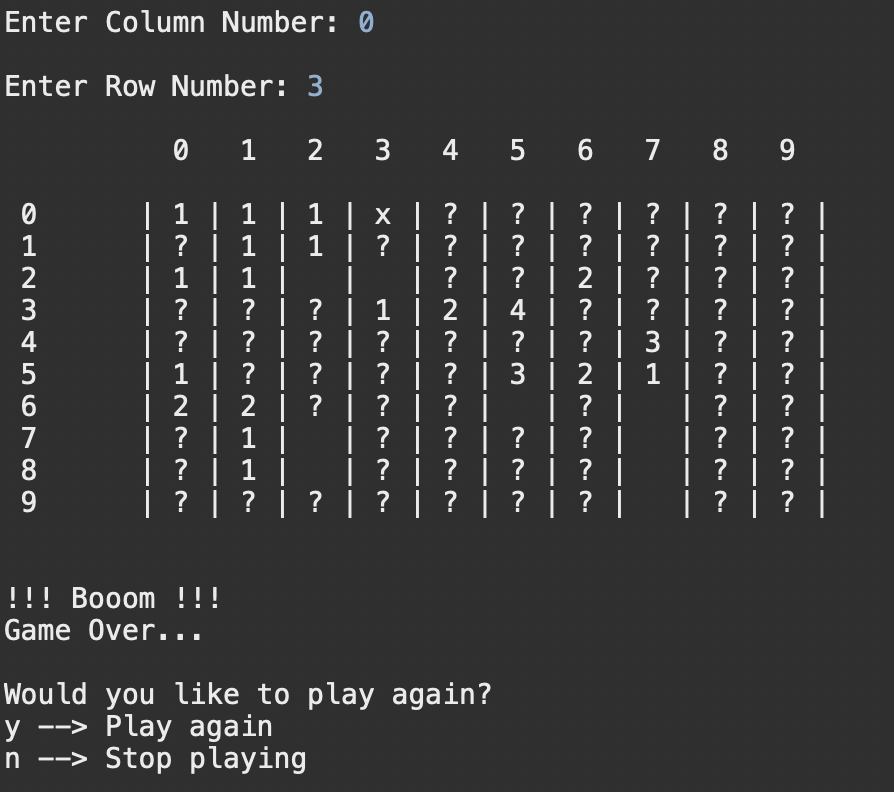 Enter Column Number: 0
Enter Row Number: 3
0 1 2 3 4 5 6 7 8 9
0 | 1 | 1 | 1 | x | ? | ? | ? | ? | ? | ? |
1 | ? | 1 | 1 | ? | ? | ? | ? | ? | ? | ? |
2 | 1 | 1 |   |   | ? | ? | 2 | ? | ? | ? |
3 | ? | ? | ? | 1 | 2 | 4 | ? | ? | ? | ? |
4 | ? | ? | ? | ? | ? | ? | ? | 3 | ? | ? |
5 | 1 | ? | ? | ? | ? | 3 | 2 | 1 | ? | ? |
6 | 2 | 2 | ? | ? | ? |   | ? |   | ? | ? |
7 | ? | 1 |   | ? | ? | ? | ? |   | ? | ? |
8 | ? | 1 |   | ? | ? | ? | ? |   | ? | ? |
9 | ? | ? | ? | ? | ? | ? | ? |   | ? | ? |
!!! Booom !!!
Game Over...
Would you like to play again?
y --> Play again
n --> Stop playing